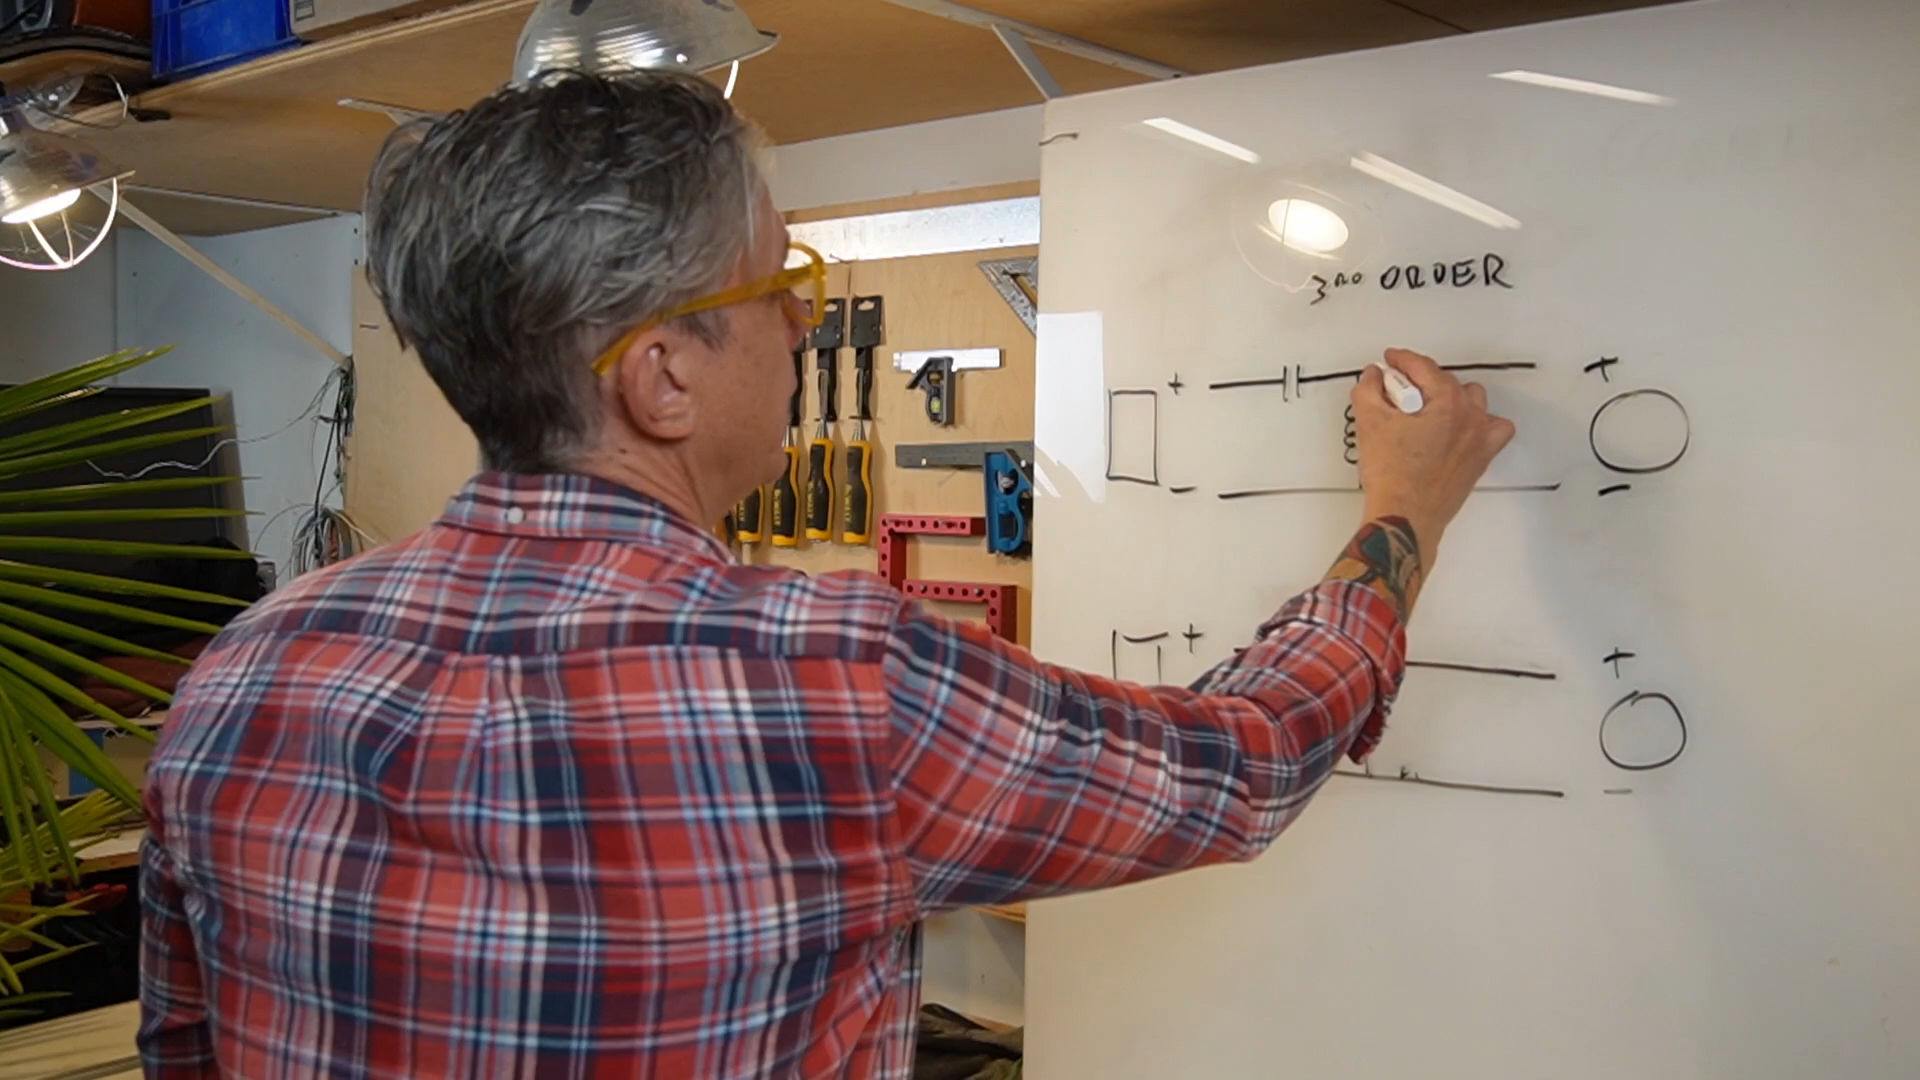 3RD ORDER
+ +
- -
+ +
-